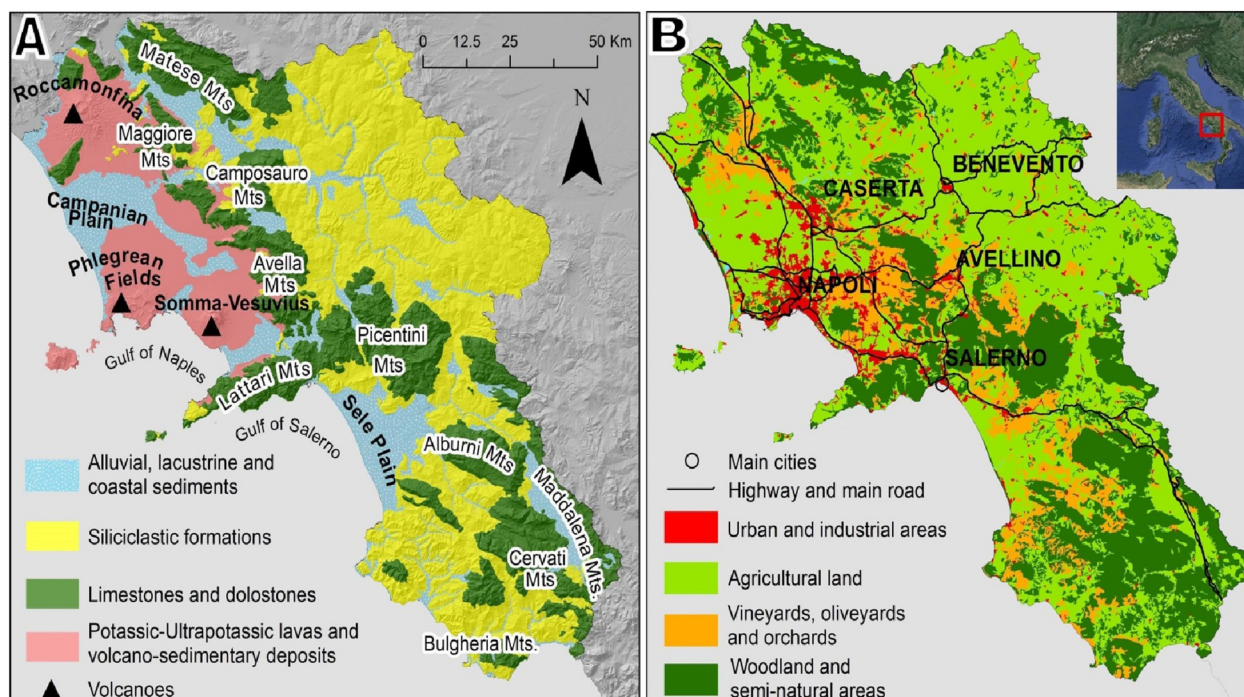 A
0 12.5 25 50 Km
N
Matese Mts
Roccamonfina
Maggiore
Mts
Camposauro
Mts
Campanian
Plain
Phlegrean
Fields
Avella
Mts
Somma-Vesuvius
Picentini
Mts
Gulf of Naples
Lattari Mts
Gulf of Salerno
Sele Plain
Alburni Mts
Maddalena Mts.
Cervati
Mts
Bulgheria Mts.
Alluvial, lacustrine and
coastal sediments
Siliciclastic formations
Limestones and dolostones
Potassic-Ultrapotassic lavas and
volcano-sedimentary deposits
Volcanoes
B
BENEVENTO
CASERTA
AVELLINO
NAPOLI
SALERNO
Main cities
Highway and main road
Urban and industrial areas
Agricultural land
Vineyards, oliveyards
and orchards
Woodland and
semi-natural areas